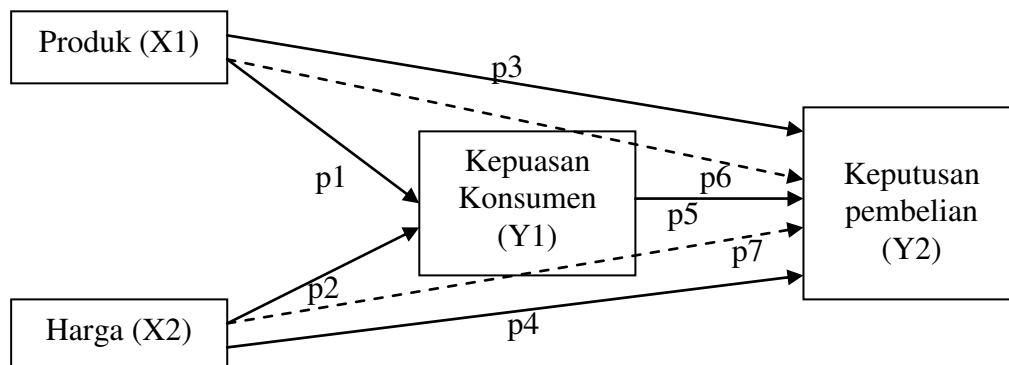 Produk (X1)
p3
p1
Kepuasan
Konsumen
(Y1)
p6
p5
Keputusan
pembelian
(Y2)
p7
p2
Harga (X2)
p4